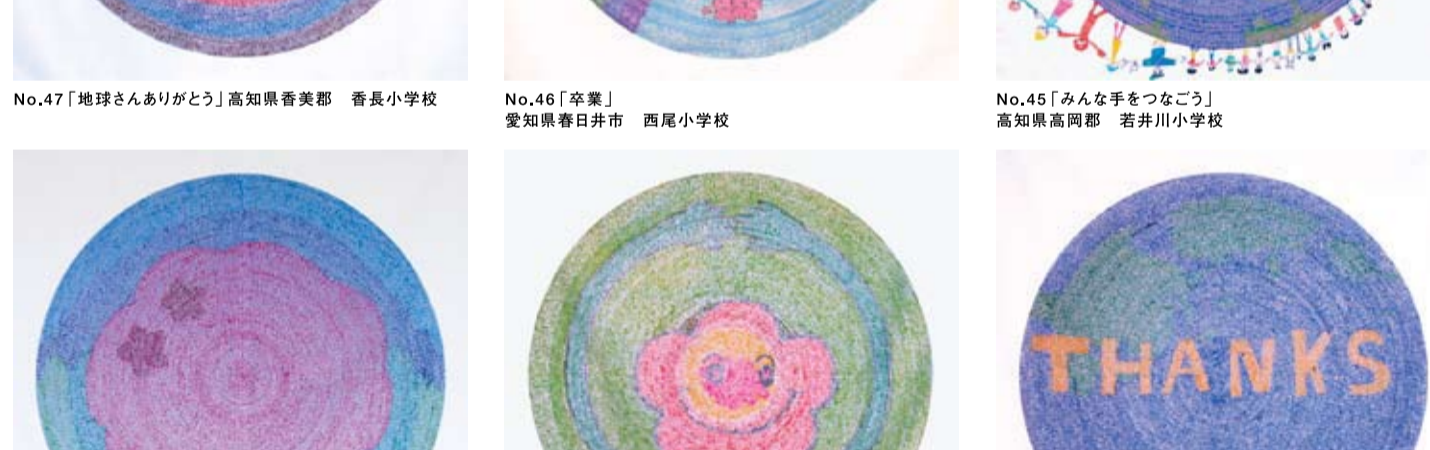 No.47「地球さんありがとう」高知県香美郡　香長小学校
No.46「卒業」
愛知県春日井市　西尾小学校
No.45「みんな手をつなごう」
高知県高岡郡　若井川小学校
THANKS